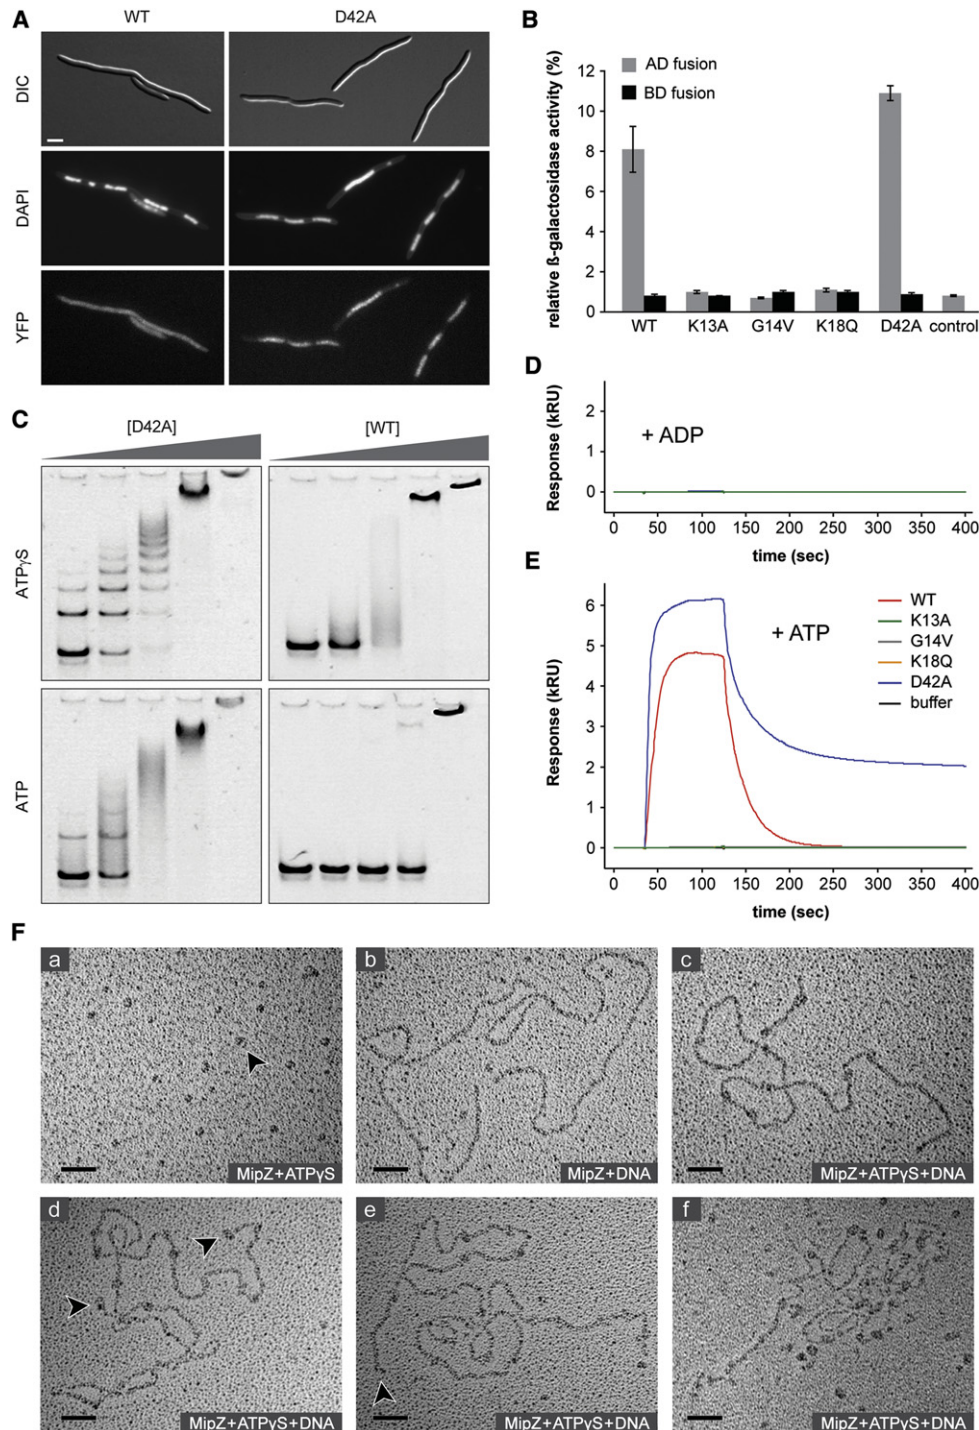 A
WT
D42A
DIC
DAPI
YFP
B
relative ß-galactosidase activity (%)
12
10
8
6
4
2
0
AD fusion
BD fusion
WT K13A G14V K18Q D42A control
C
[D42A]
[WT]
ATPγS
ATP
D
Response (kRU)
2
1
0
+ ADP
0 50 100 150 200 250 300 350 400
time (sec)
E
Response (kRU)
6
5
4
3
2
1
0
+ ATP
WT
K13A
G14V
K18Q
D42A
buffer
0 50 100 150 200 250 300 350 400
time (sec)
F
a
MipZ+ATPγS
b
MipZ+DNA
c
MipZ+ATPγS+DNA
d
MipZ+ATPγS+DNA
e
MipZ+ATPγS+DNA
f
MipZ+ATPγS+DNA